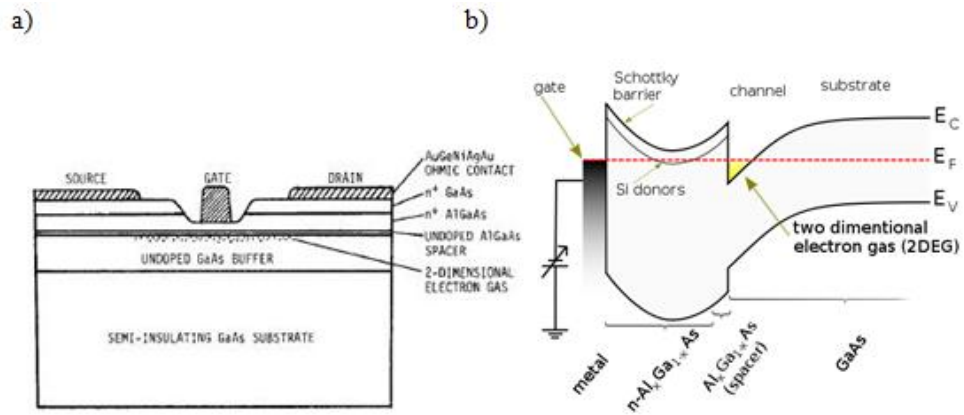 a)
SOURCE
GATE
DRAIN
AuGeNiAgAu
OHMIC CONTACT
n⁺ GaAs
n⁺ AlGaAs
UNDOPED AlGaAs
SPACER
2-DIMENSIONAL
ELECTRON GAS
UNDOPED GaAs BUFFER
SEMI-INSULATING GaAs SUBSTRATE
b)
gate
Schottky
barrier
channel
substrate
E_C
E_F
Si donors
E_V
two dimentional
electron gas (2DEG)
metal
n-AlₓGa₁₋ₓAs
AlₓGa₁₋ₓAs
(spacer)
GaAs